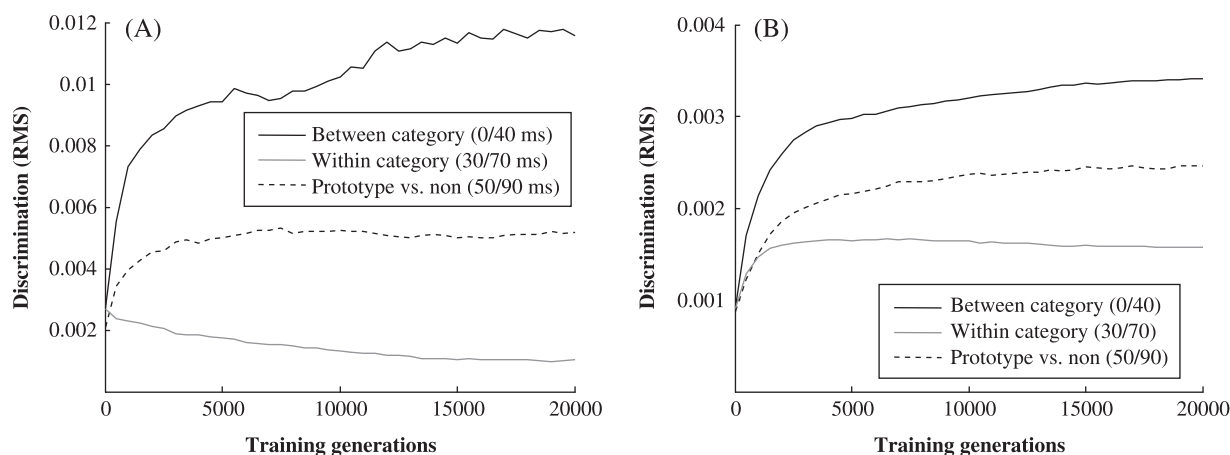 (A)
Discrimination (RMS)
0.012
0.01
0.008
0.006
0.004
0.002
Between category (0/40 ms)
Within category (30/70 ms)
Prototype vs. non (50/90 ms)
0 5000 10000 15000 20000
Training generations
(B)
Discrimination (RMS)
0.004
0.003
0.002
0.001
Between category (0/40)
Within category (30/70)
Prototype vs. non (50/90)
0 5000 10000 15000 20000
Training generations